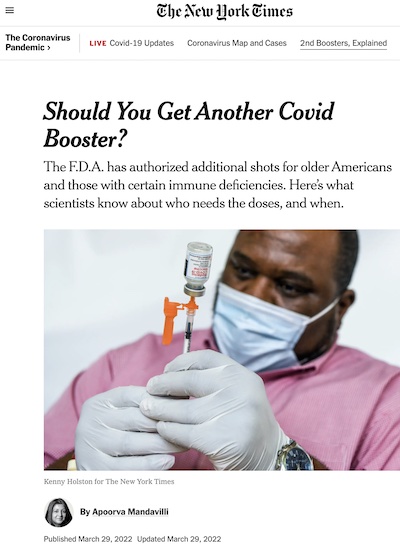 The New York Times
The Coronavirus
Pandemic ›
LIVE Covid-19 Updates Coronavirus Map and Cases 2nd Boosters, Explained
Should You Get Another Covid
Booster?
The F.D.A. has authorized additional shots for older Americans
and those with certain immune deficiencies. Here’s what
scientists know about who needs the doses, and when.
Kenny Holston for The New York Times
By Apoorva Mandavilli
Published March 29, 2022 Updated March 29, 2022